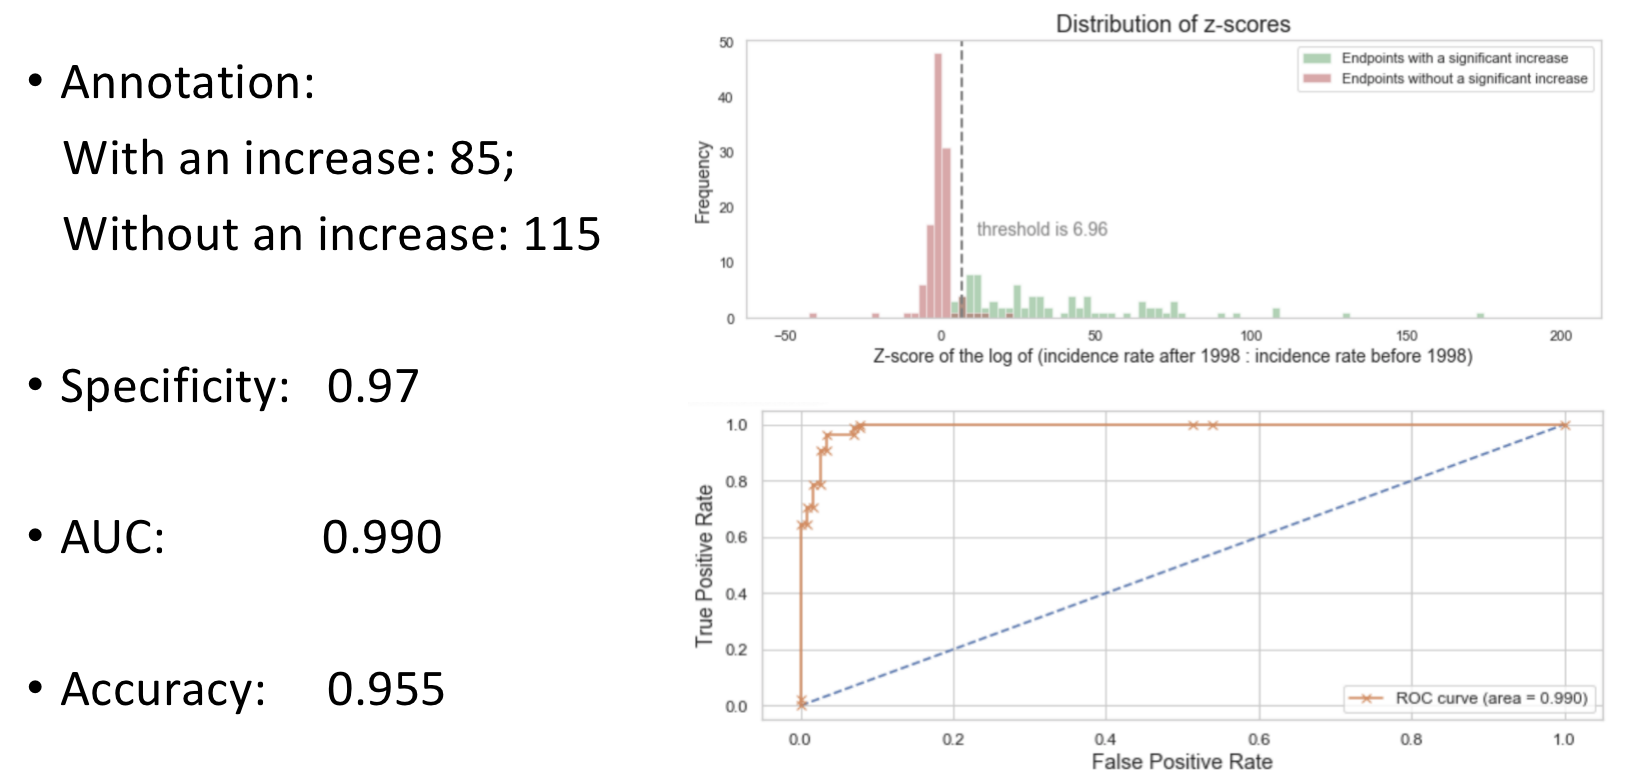 • Annotation:
With an increase: 85;
Without an increase: 115
• Specificity: 0.97
• AUC: 0.990
• Accuracy: 0.955
Distribution of z-scores
50
40
30
20
10
0
Frequency
Endpoints with a significant increase
Endpoints without a significant increase
threshold is 6.96
−50 0 50 100 150 200
Z-score of the log of (incidence rate after 1998 : incidence rate before 1998)
1.0
0.8
0.6
0.4
0.2
0.0
True Positive Rate
ROC curve (area = 0.990)
0.0 0.2 0.4 0.6 0.8 1.0
False Positive Rate